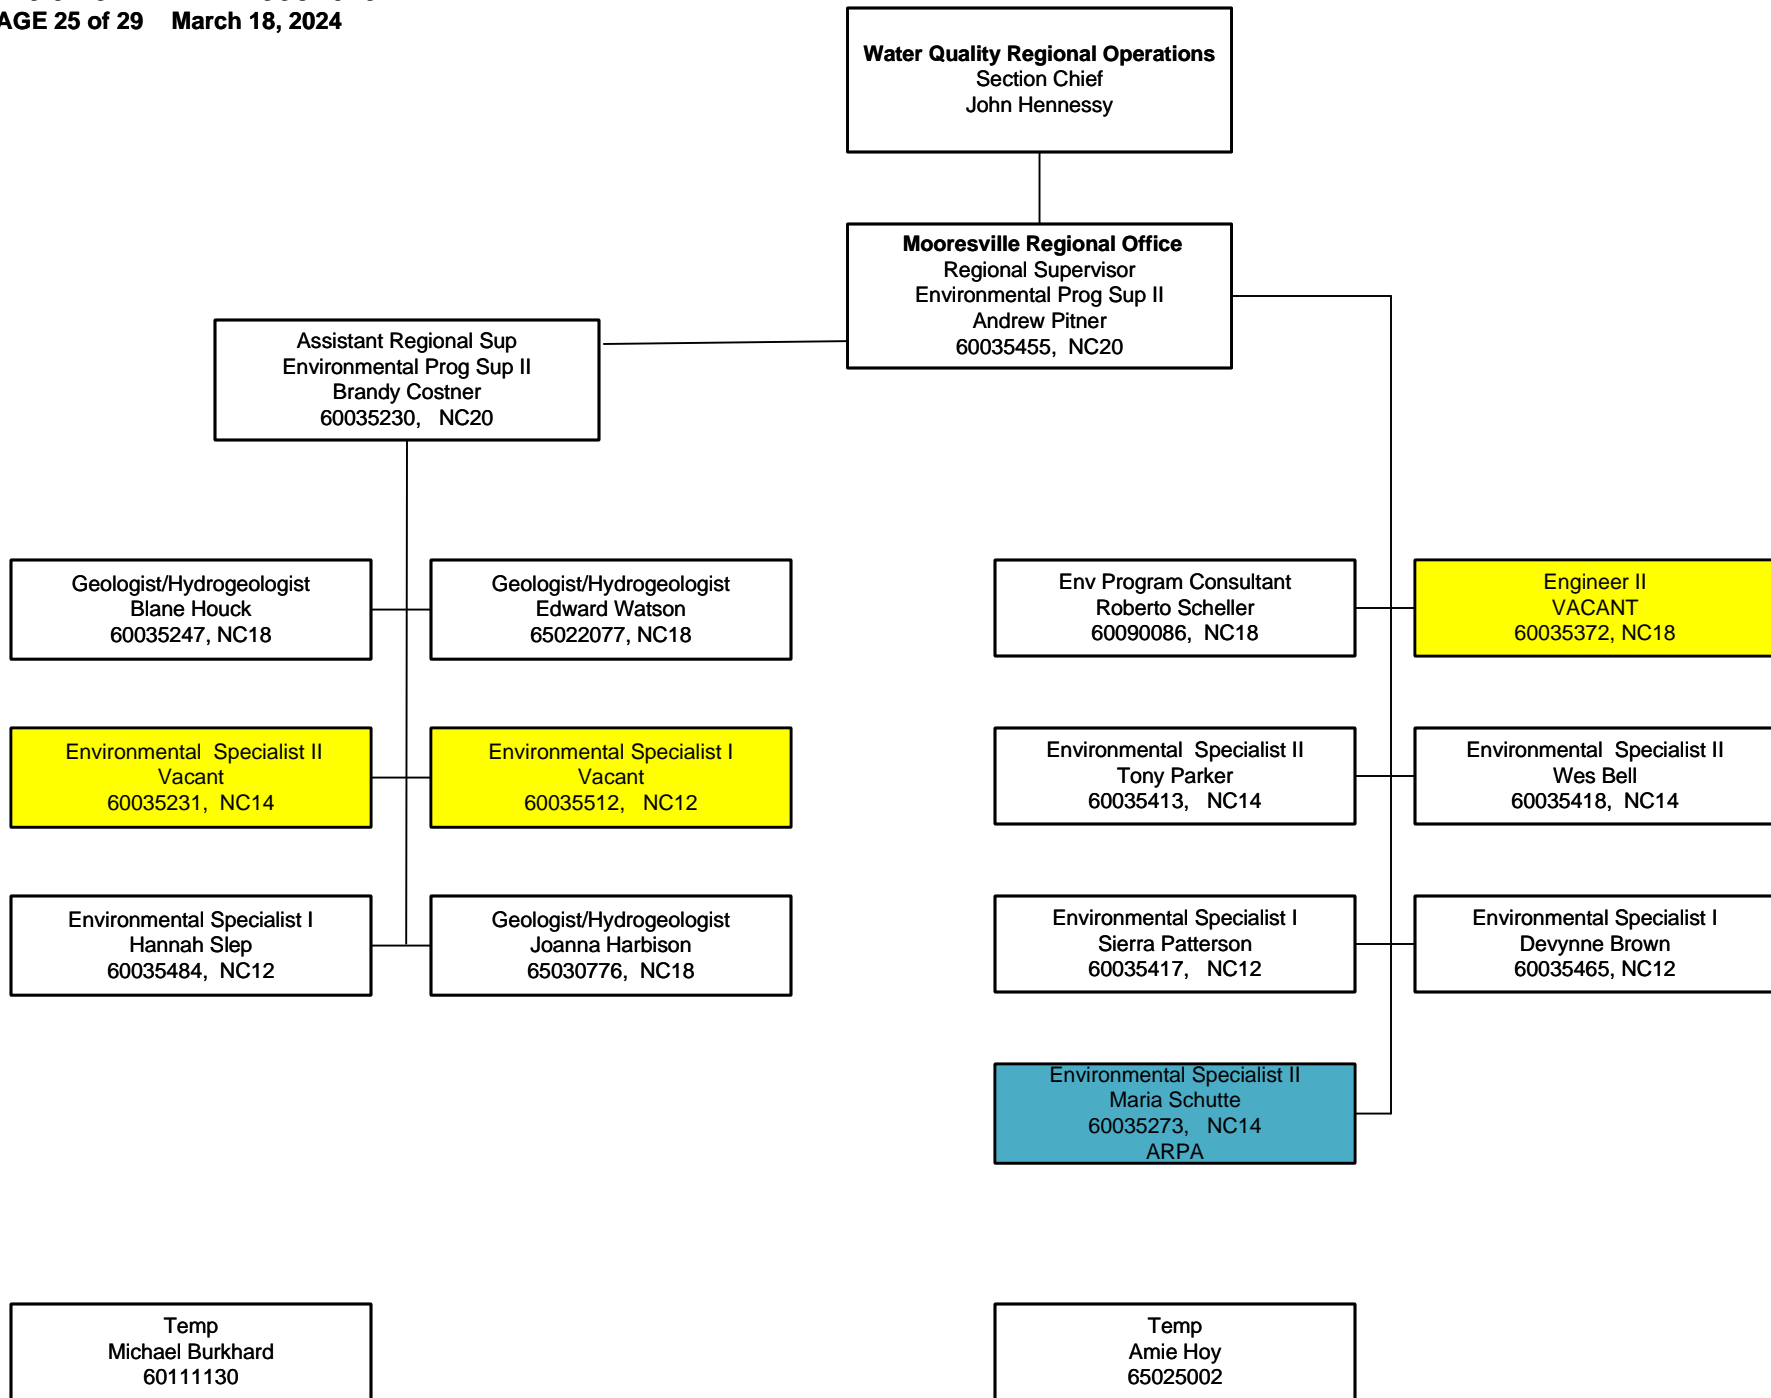 AGE 25 of 29 March 18, 2024
Water Quality Regional Operations
Section Chief
John Hennessy
Mooresville Regional Office
Regional Supervisor
Environmental Prog Sup II
Andrew Pitner
60035455, NC20
Assistant Regional Sup
Environmental Prog Sup II
Brandy Costner
60035230, NC20
Geologist/Hydrogeologist
Blane Houck
60035247, NC18
Geologist/Hydrogeologist
Edward Watson
65022077, NC18
Env Program Consultant
Roberto Scheller
60090086, NC18
Engineer II
VACANT
60035372, NC18
Environmental Specialist II
Vacant
60035231, NC14
Environmental Specialist I
Vacant
60035512, NC12
Environmental Specialist II
Tony Parker
60035413, NC14
Environmental Specialist II
Wes Bell
60035418, NC14
Environmental Specialist I
Hannah Slep
60035484, NC12
Geologist/Hydrogeologist
Joanna Harbison
65030776, NC18
Environmental Specialist I
Sierra Patterson
60035417, NC12
Environmental Specialist I
Devynne Brown
60035465, NC12
Environmental Specialist II
Maria Schutte
60035273, NC14
ARPA
Temp
Michael Burkhard
60111130
Temp
Amie Hoy
65025002